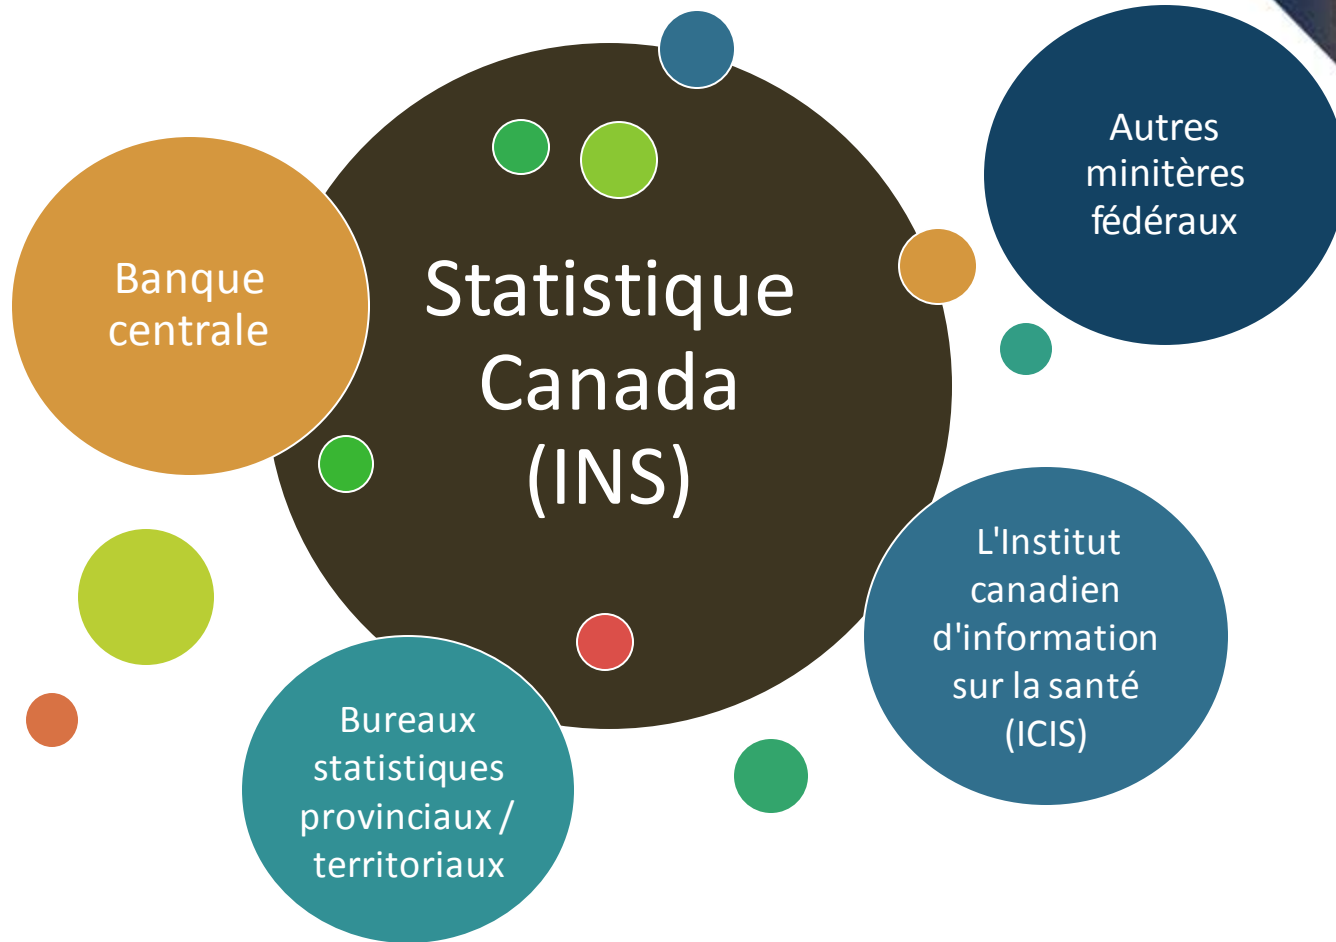 Autres
minitères
fédéraux
Banque
centrale
Statistique
Canada
(INS)
L'Institut
canadien
d'information
sur la santé
(ICIS)
Bureaux
statistiques
provinciaux /
territoriaux